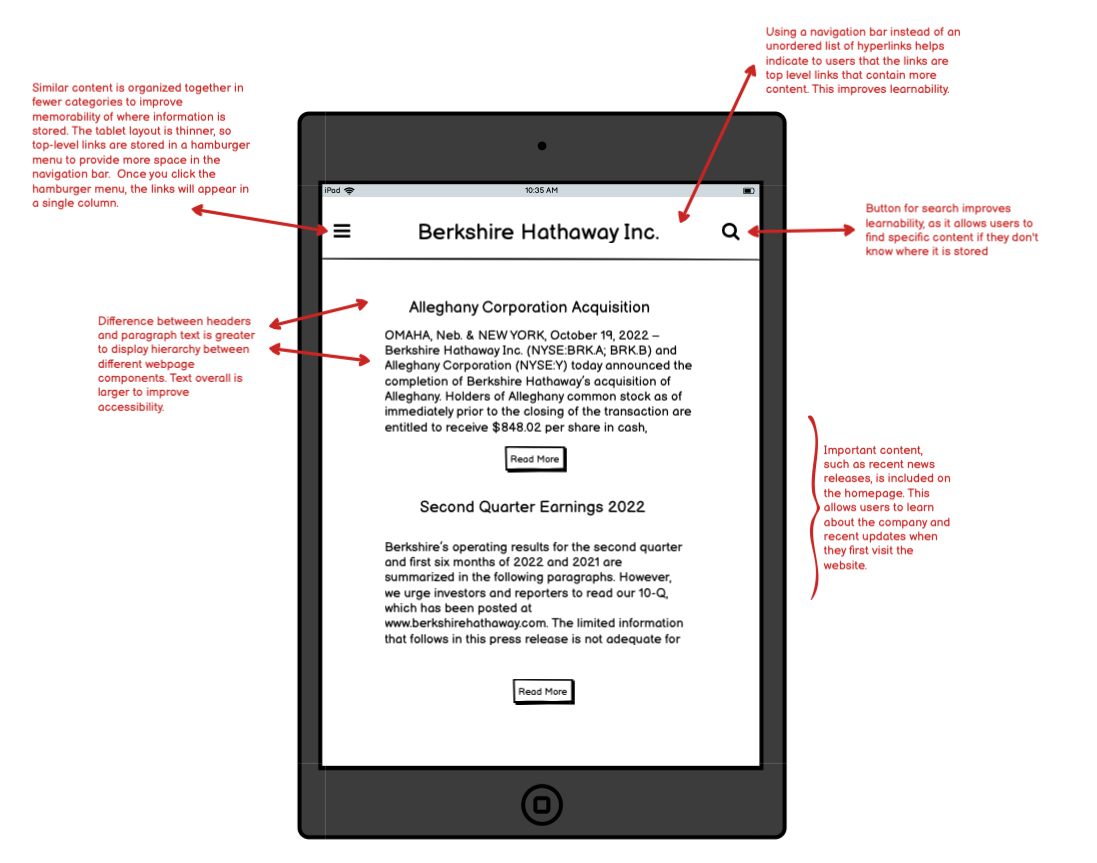 Using a navigation bar instead of an
unordered list of hyperlinks helps
indicate to users that the links are
top level links that contain more
content. This improves learnability.
Similar content is organized together in
fewer categories to improve
memorability of where information is
stored. The tablet layout is thinner, so
top-level links are stored in a hamburger
menu to provide more space in the
navigation bar. Once you click the
hamburger menu, the links will appear in
a single column.
iPad
10:35 AM
Berkshire Hathaway Inc.
Button for search improves
learnability, as it allows users to
find specific content if they don't
know where it is stored
Difference between headers
and paragraph text is greater
to display hierarchy between
different webpage
components. Text overall is
larger to improve
accessibility.
Alleghany Corporation Acquisition
OMAHA, Neb. & NEW YORK, October 19, 2022 –
Berkshire Hathaway Inc. (NYSE:BRK.A; BRK.B) and
Alleghany Corporation (NYSE:Y) today announced the
completion of Berkshire Hathaway's acquisition of
Alleghany. Holders of Alleghany common stock as of
immediately prior to the closing of the transaction are
entitled to receive $848.02 per share in cash,
Read More
Important content,
such as recent news
releases, is included on
the homepage. This
allows users to learn
about the company and
recent updates when
they first visit the
website.
Second Quarter Earnings 2022
Berkshire's operating results for the second quarter
and first six months of 2022 and 2021 are
summarized in the following paragraphs. However,
we urge investors and reporters to read our 10-Q,
which has been posted at
www.berkshirehathaway.com. The limited information
that follows in this press release is not adequate for
Read More